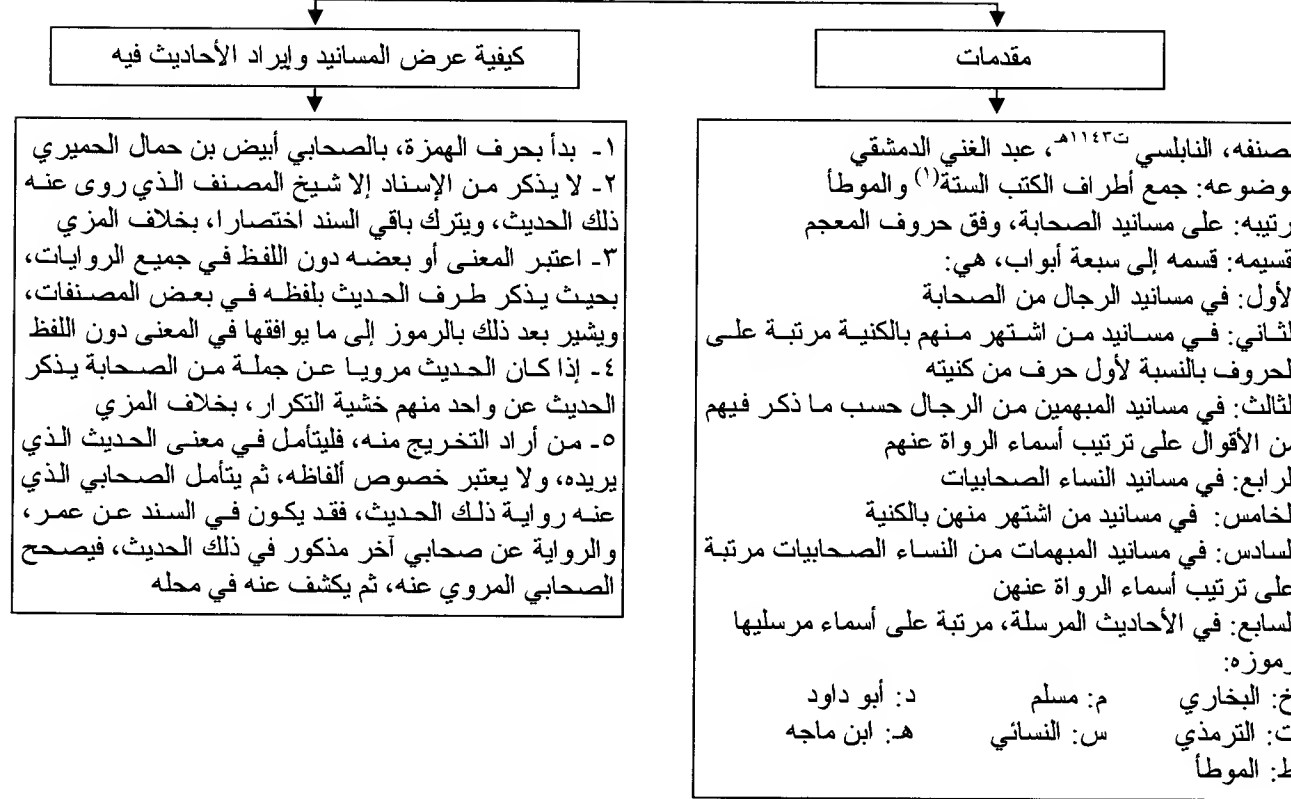 مقدمات
مصنفه، النابلسي ت١١٤٣هـ، عبد الغني الدمشقي
موضوعه: جمع أطراف الكتب الستة(١) والموطأ
رتيبه: على مسانيد الصحابة، وفق حروف المعجم
قسيمه: قسمه إلى سبعة أبواب، هي:
لأول: في مسانيد الرجال من الصحابة
لثاني: في مسانيد من اشتهر منهم بالكنية مرتبة على
الحروف بالنسبة لأول حرف من كنيته
لثالث: في مسانيد المبهمين من الرجال حسب ما ذكر فيهم
من الأقوال على ترتيب أسماء الرواة عنهم
لرابع: في مسانيد النساء الصحابيات
لخامس: في مسانيد من اشتهر منهن بالكنية
لسادس: في مسانيد المبهمات من النساء الصحابيات مرتبة
على ترتيب أسماء الرواة عنهن
لسابع: في الأحاديث المرسلة، مرتبة على أسماء مرسليها
رموزه:
خ: البخاري م: مسلم د: أبو داود
ت: الترمذي س: النسائي هـ: ابن ماجه
ط: الموطأ
كيفية عرض المسانيد وإيراد الأحاديث فيه
١- بدأ بحرف الهمزة، بالصحابي أبيض بن حمال الحميري
٢- لا يذكر من الإسناد إلا شيخ المصنف الذي روى عنه
ذلك الحديث، ويترك باقي السند اختصارا، بخلاف المزي
٣- اعتبر المعنى أو بعضه دون اللفظ في جميع الروايات،
بحيث يذكر طرف الحديث بلفظه في بعض المصنفات،
ويشير بعد ذلك بالرموز إلى ما يوافقها في المعنى دون اللفظ
٤- إذا كان الحديث مرويا عن جملة من الصحابة يذكر
الحديث عن واحد منهم خشية التكرار، بخلاف المزي
٥- من أراد التخريج منه، فليتأمل في معنى الحديث الذي
يريده، ولا يعتبر خصوص ألفاظه، ثم يتأمل الصحابي الذي
عنه رواية ذلك الحديث، فقد يكون في السند عن عمر،
والرواية عن صحابي آخر مذكور في ذلك الحديث، فيصحح
الصحابي المروي عنه، ثم يكشف عنه في محله